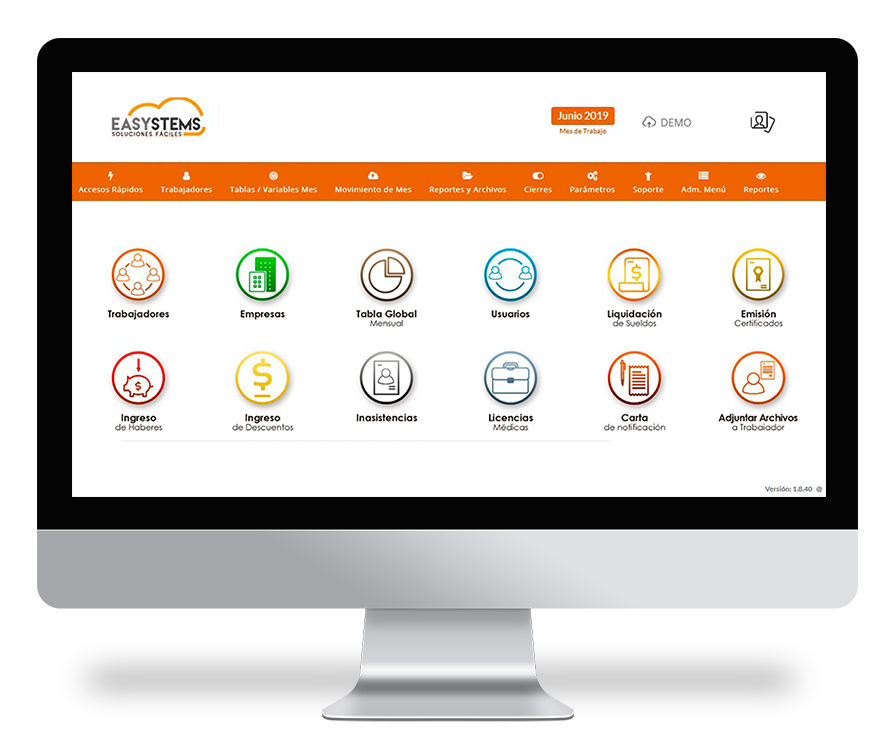 EASYSTEMS
SOLUCIONES FÁCILES
Junio 2019
Mes de Trabajo
DEMO
ccesos Rápidos
Trabajadores
Tablas / Variables Mes
Movimiento de Mes
Reportes y Archivos
Cierres
Parámetros
Soporte
Adm. Menú
Reportes
Trabajadores
Empresas
Tabla Global
Mensual
Usuarios
Liquidación
de Sueldos
Emisión
Certificados
Ingreso
de Haberes
Ingreso
de Descuentos
Inasistencias
Licencias
Médicas
Carta
de notificación
Adjuntar Archivos
a Trabajador
Versión: 1.8.40 @